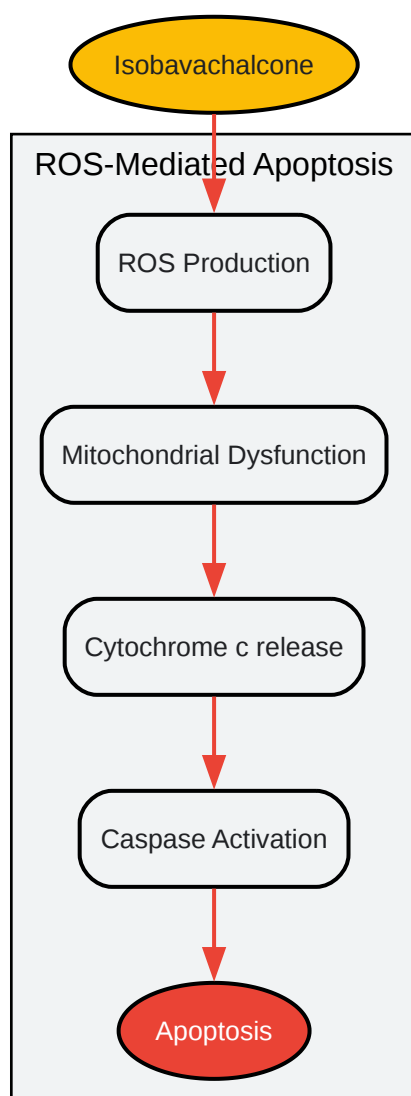 Isobavachalcone
ROS-Mediated Apoptosis
ROS Production
Mitochondrial Dysfunction
Cytochrome c release
Caspase Activation
Apoptosis